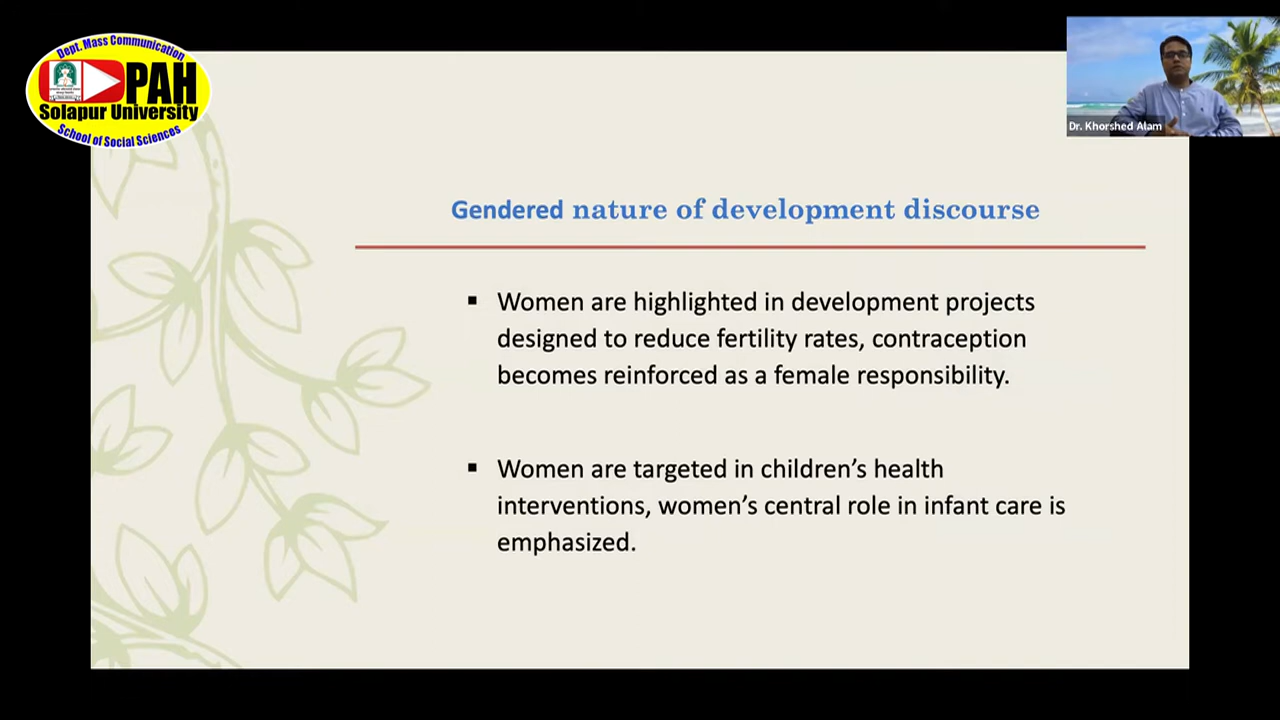 Dept. Mass Communication
PAH
Solapur University
School of Social Sciences
Dr. Khorshed Alam
Gendered nature of development discourse
▪ Women are highlighted in development projects
designed to reduce fertility rates, contraception
becomes reinforced as a female responsibility.
▪ Women are targeted in children’s health
interventions, women’s central role in infant care is
emphasized.